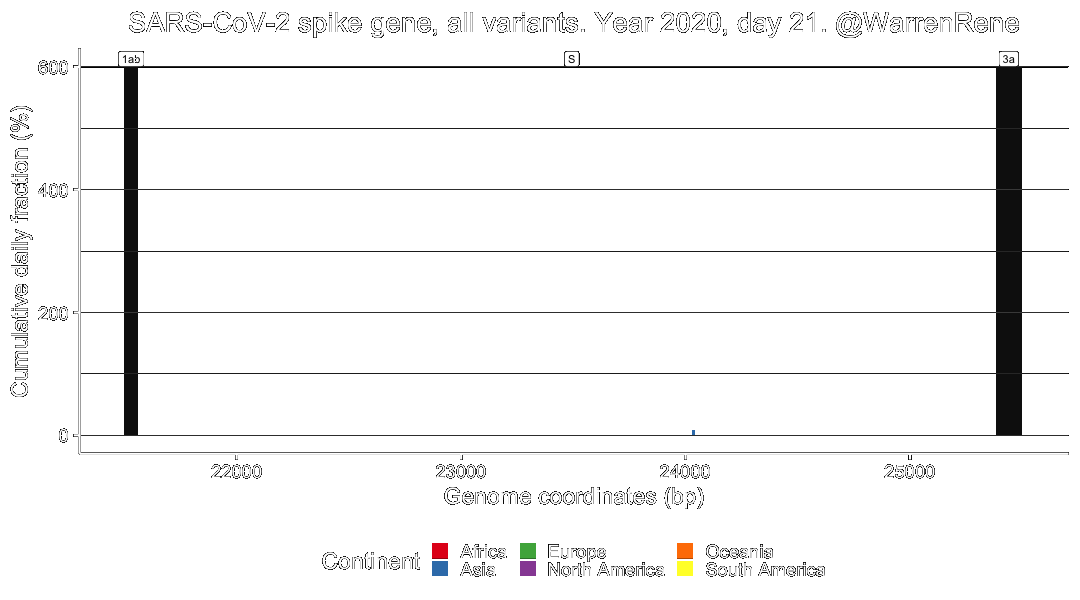 SARS-CoV-2 spike gene, all variants. Year 2020, day 21. @WarrenRene
1ab S 3a
600
400
200
0
Cumulative daily fraction (%)
22000 23000 24000 25000
Genome coordinates (bp)
Continent
Africa Europe Oceania
Asia North America South America